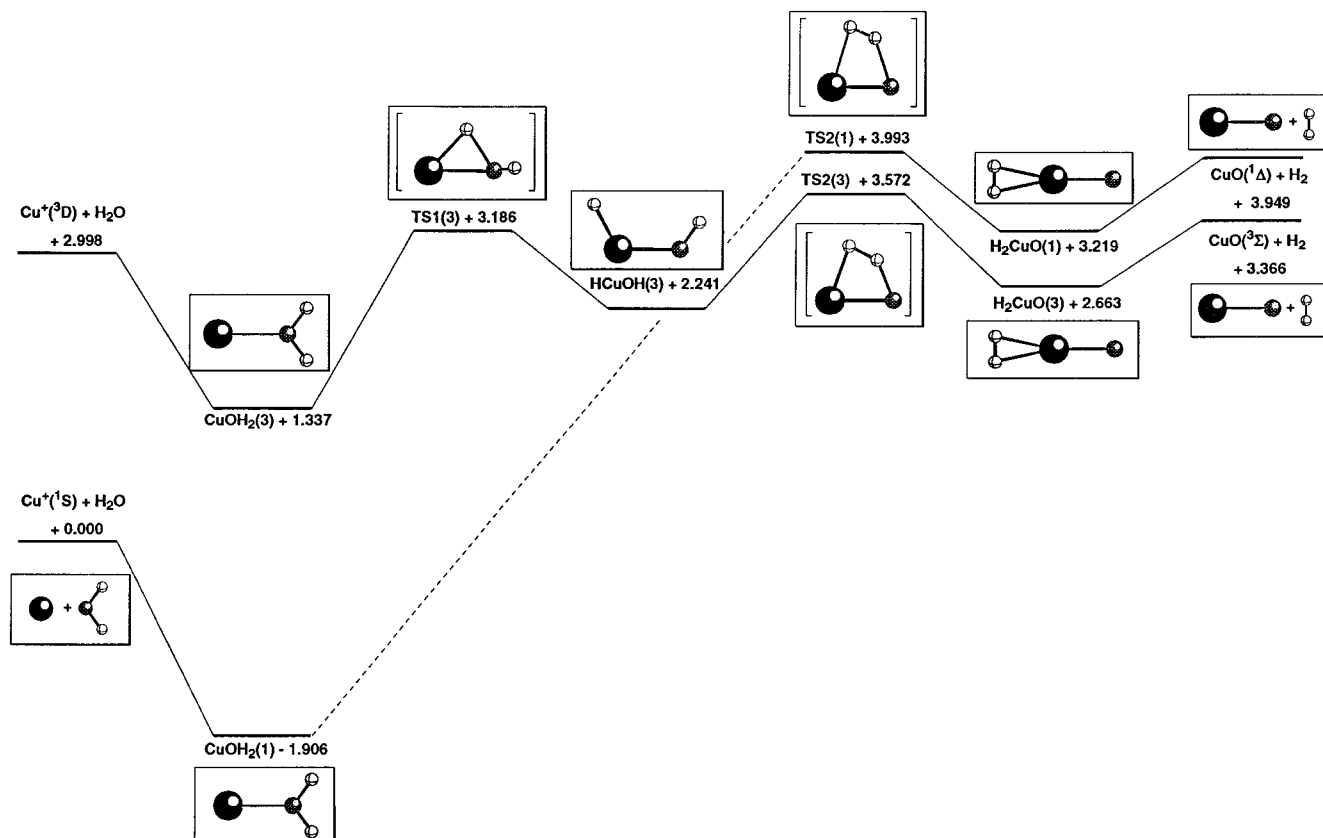 Cu⁺(³D) + H₂O
+ 2.998
CuOH₂(3) + 1.337
TS1(3) + 3.186
HCuOH(3) + 2.241
TS2(1) + 3.993
TS2(3) + 3.572
H₂CuO(1) + 3.219
H₂CuO(3) + 2.663
+
CuO(¹Δ) + H₂
+ 3.949
CuO(³Σ) + H₂
+ 3.366
+
Cu⁺(¹S) + H₂O
+ 0.000
+
CuOH₂(1) - 1.906